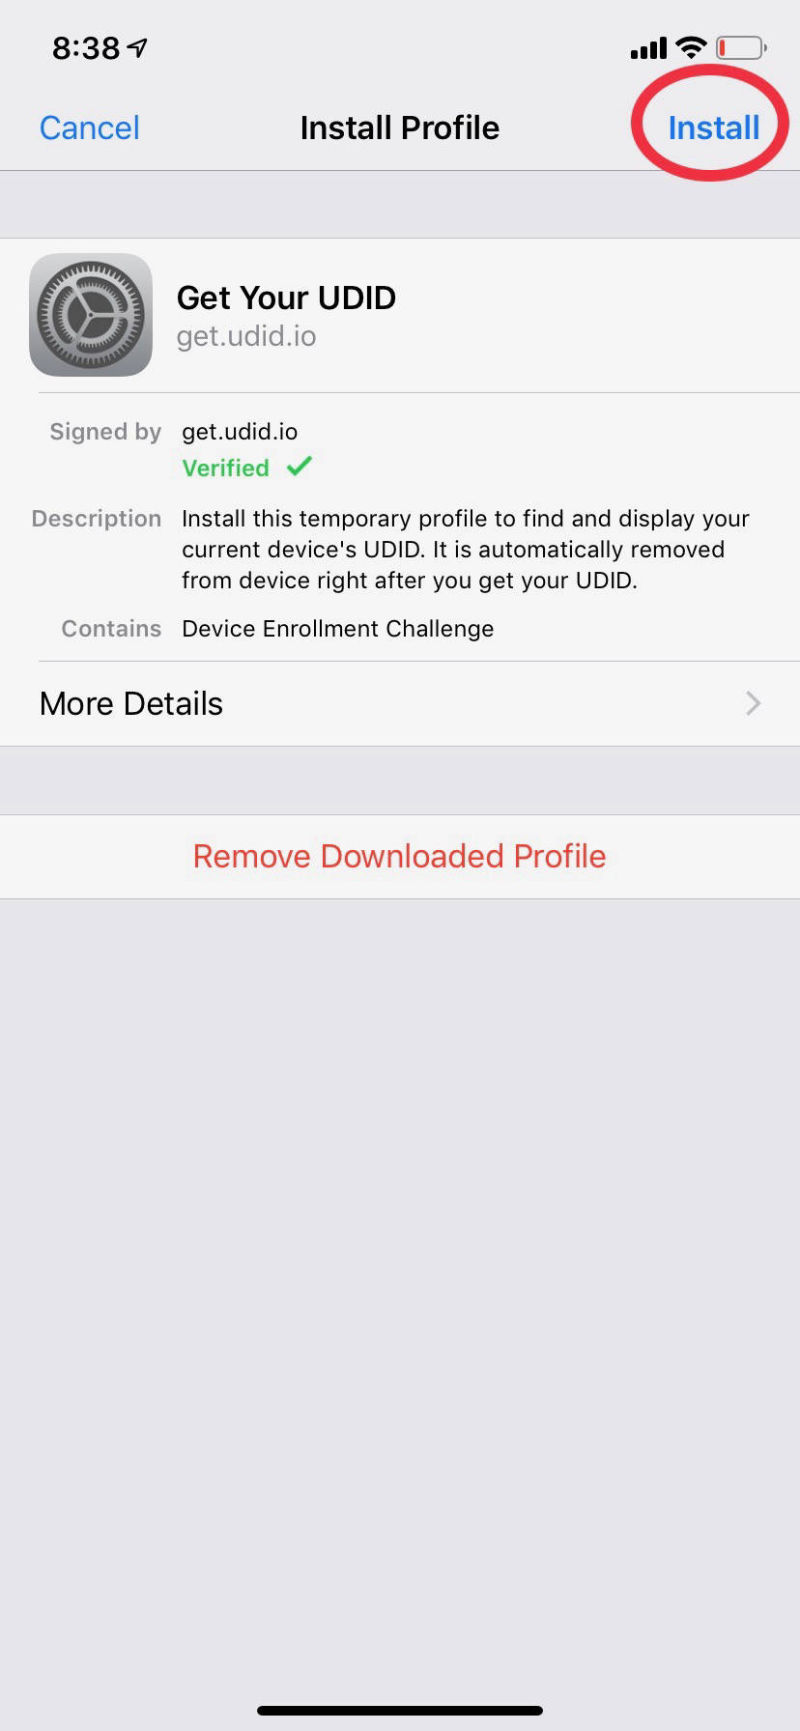 8:38
Cancel Install Profile Install
Get Your UDID
get.udid.io
Signed by get.udid.io
Verified
Description Install this temporary profile to find and display your
current device's UDID. It is automatically removed
from device right after you get your UDID.
Contains Device Enrollment Challenge
More Details
Remove Downloaded Profile